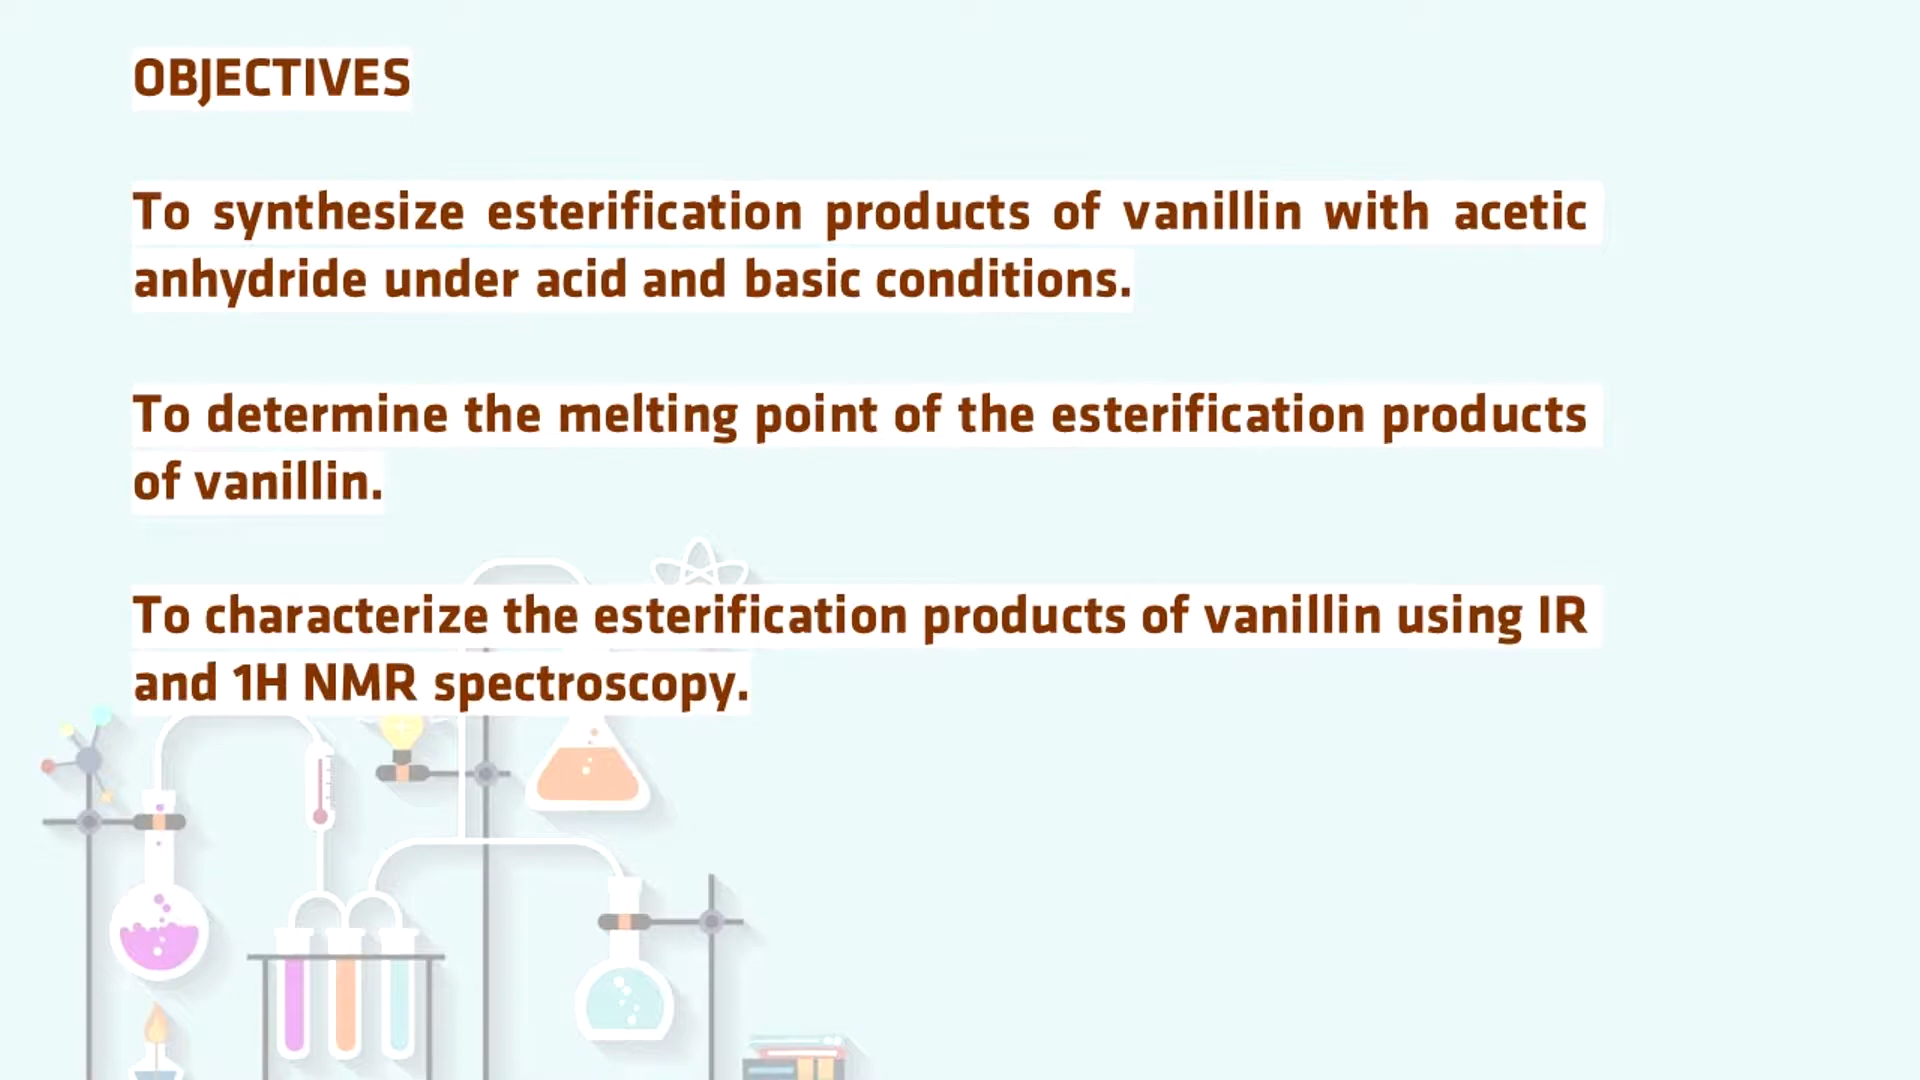 OBJECTIVES
To synthesize esterification products of vanillin with acetic
anhydride under acid and basic conditions.
To determine the melting point of the esterification products
of vanillin.
To characterize the esterification products of vanillin using IR
and 1H NMR spectroscopy.